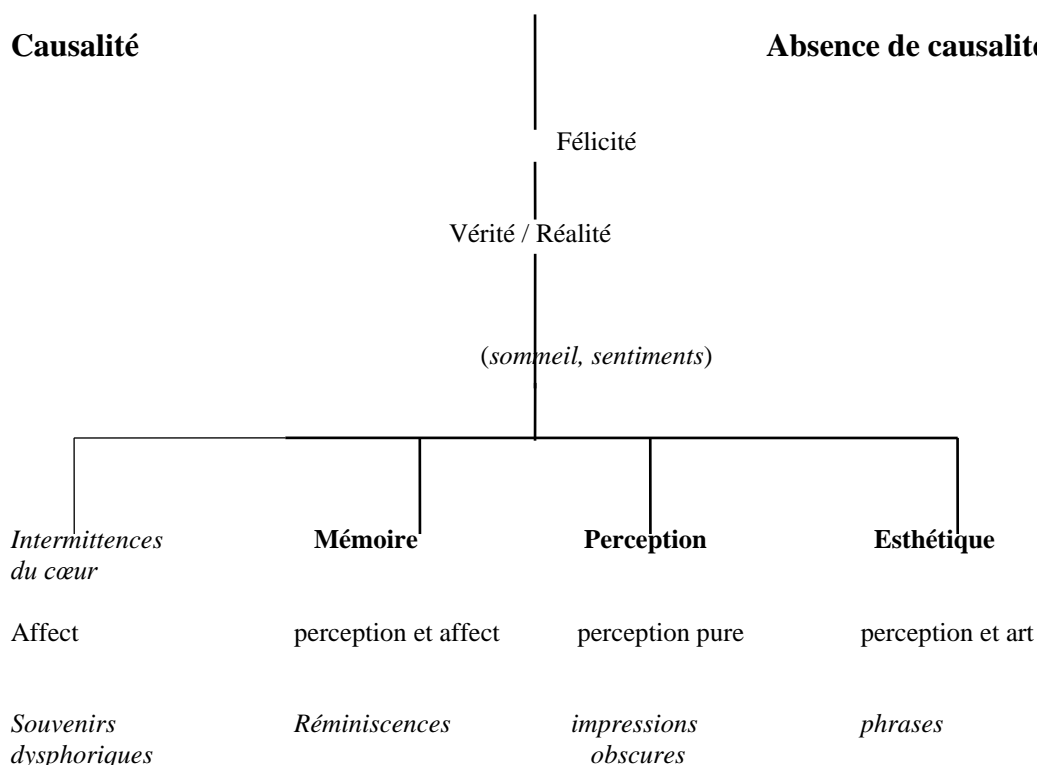 Causalité Absence de causalité
Félicité
Vérité / Réalité
(sommeil, sentiments)
Intermittences Mémoire Perception Esthétique
du cœur
Affect perception et affect perception pure perception et art
Souvenirs Réminiscences impressions phrases
dysphoriques obscures